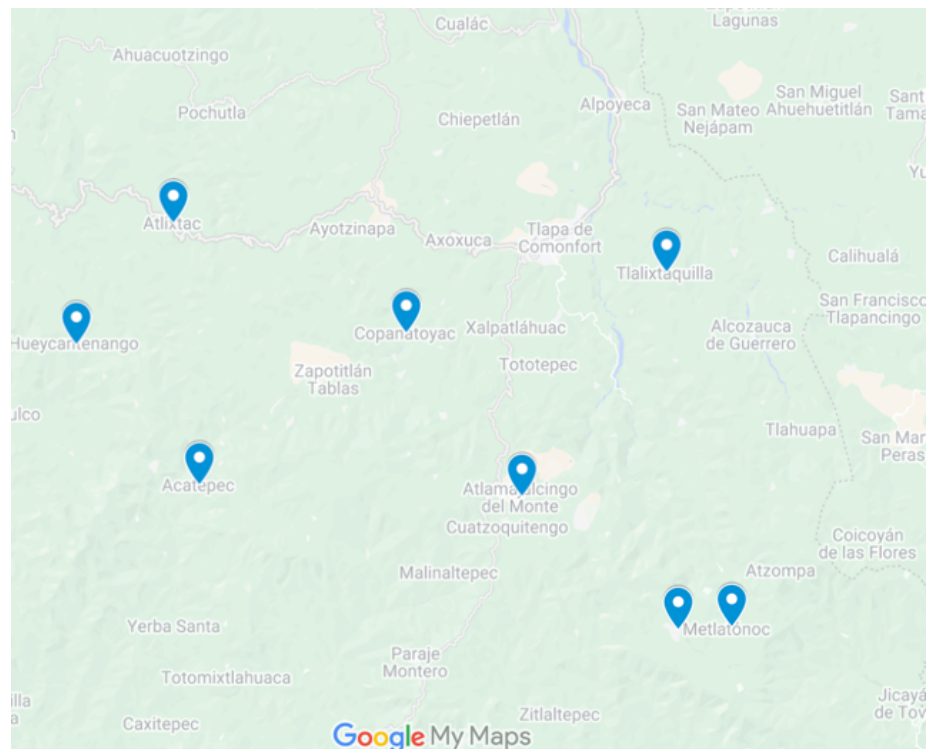 Zapotitlán
Lagunas
Cualác
Ahuacuotzingo
San Miguel
Ahuehuetitlán
Alpoyeca
San Mateo
Nejápam
Pochutla
Chiepetlán
Atlixtac
Ayotzinapa
Axoxuca
Tlapa de
Comonfort
Tlalixtaquilla
Calihualá
San Francisco
Tlapancingo
Hueycantenango
Copanatoyac
Xalpatláhuac
Alcozauca
de Guerrero
Zapotitlán
Tablas
Tototepec
Tlahuapa
Acatepec
Atlamajalcingo
del Monte
Cuatzoquitengo
Coicoyán
de las Flores
Malinaltepec
Atzompa
Yerba Santa
Metlatónoc
Paraje
Montero
Totomixtlahuaca
Caxitepec
Zitlaltepec
Google My Maps